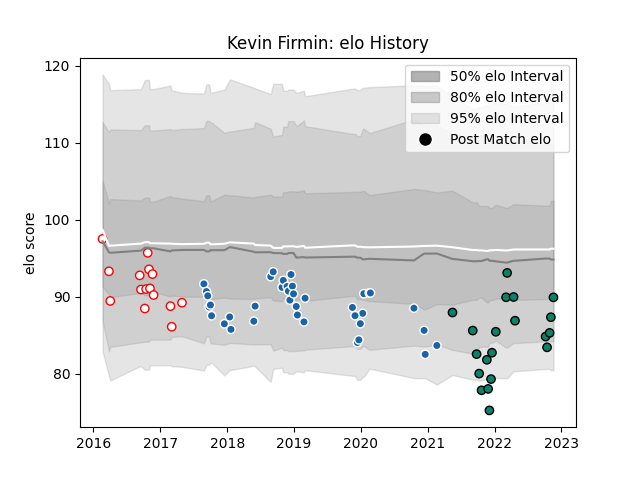 Kevin Firmin: elo History
50% elo Interval
80% elo Interval
95% elo Interval
Post Match elo
elo score
120
110
100
90
80
2016 2017 2018 2019 2020 2021 2022 2023